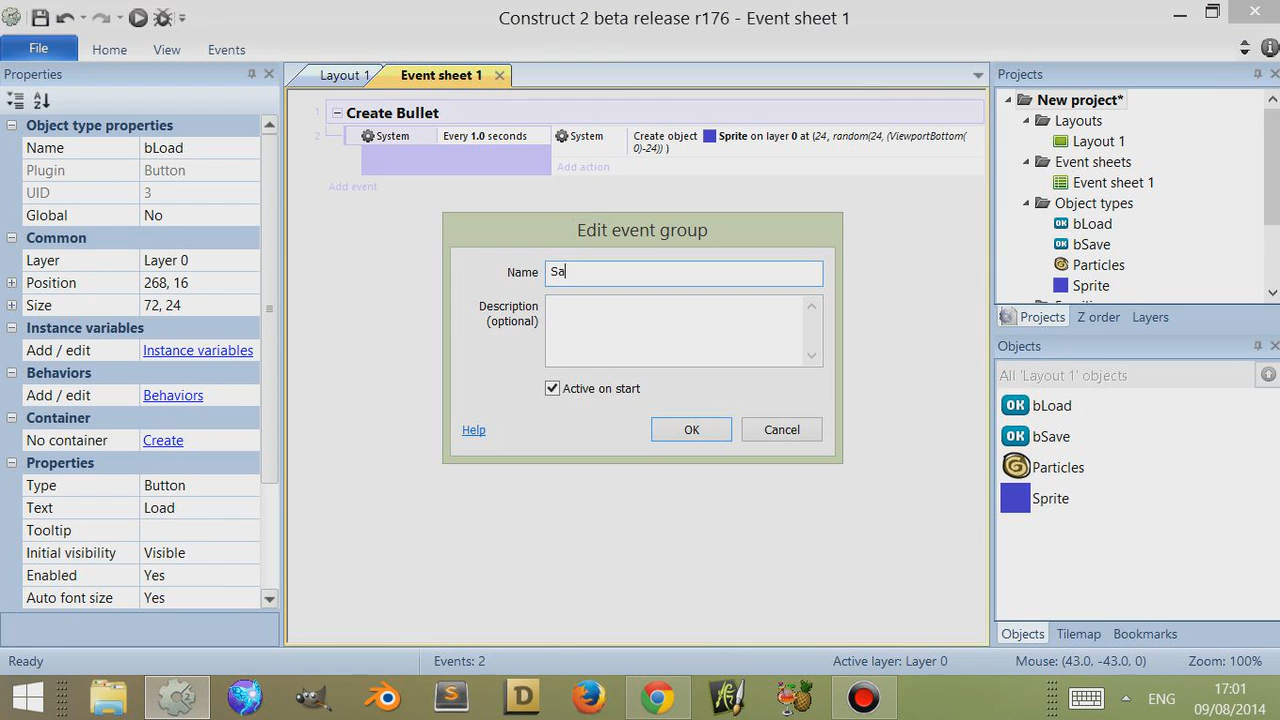 Construct 2 beta release r176 - Event sheet 1
File
Home
View
Events
Properties
Object type properties
Name bLoad
Plugin Button
UID 3
Global No
Common
Layer Layer 0
Position 268, 16
Size 72, 24
Instance variables
Add / edit Instance variables
Behaviors
Add / edit Behaviors
Container
No container Create
Properties
Type Button
Text Load
Tooltip
Initial visibility Visible
Enabled Yes
Auto font size Yes
Layout 1
Event sheet 1
1 Create Bullet
2 System Every 1.0 seconds System Create object Sprite on layer 0 at (24, random(24, (ViewportBottom(
0)-24)) )
Add action
Add event
Edit event group
Name Sa
Description
(optional)
Active on start
Help
OK
Cancel
Projects
New project*
Layouts
Layout 1
Event sheets
Event sheet 1
Object types
bLoad
bSave
Particles
Sprite
Projects Z order Layers
Objects
All 'Layout 1' objects
OK bLoad
OK bSave
Particles
Sprite
Objects Tilemap Bookmarks
Ready
Events: 2
Active layer: Layer 0
Mouse: (43.0, -43.0, 0)
Zoom: 100%
ENG
17:01
09/08/2014